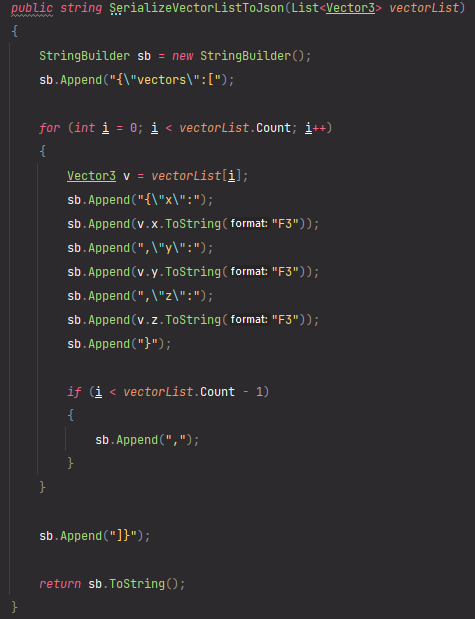 public string SerializeVectorListToJson(List<Vector3> vectorList)
{
    StringBuilder sb = new StringBuilder();
    sb.Append("{\"vectors\":[");

    for (int i = 0; i < vectorList.Count; i++)
    {
        Vector3 v = vectorList[i];
        sb.Append("{\"x\":");
        sb.Append(v.x.ToString(format: "F3"));
        sb.Append(",\"y\":");
        sb.Append(v.y.ToString(format: "F3"));
        sb.Append(",\"z\":");
        sb.Append(v.z.ToString(format: "F3"));
        sb.Append("}");

        if (i < vectorList.Count - 1)
        {
            sb.Append(",");
        }
    }

    sb.Append("]}");

    return sb.ToString();
}